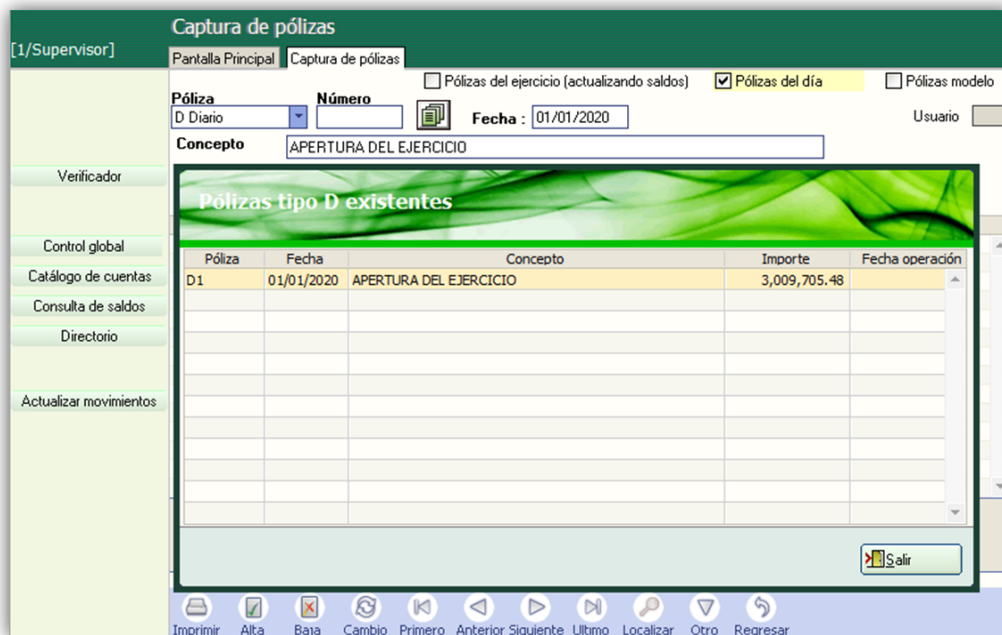 Captura de pólizas
[1/Supervisor]
Pantalla Principal Captura de pólizas
Pólizas del ejercicio (actualizando saldos) Pólizas del día Pólizas modelo
Póliza Número
D Diario Fecha : 01/01/2020 Usuario
Concepto APERTURA DEL EJERCICIO
Verificador
Control global
Catálogo de cuentas
Consulta de saldos
Directorio
Actualizar movimientos
Pólizas tipo D existentes
Póliza Fecha Concepto Importe Fecha operación
D1 01/01/2020 APERTURA DEL EJERCICIO 3,009,705.48
Salir
Imprimir Alta Baja Cambio Primero Anterior Siguiente Ultimo Localizar Otro Regresar